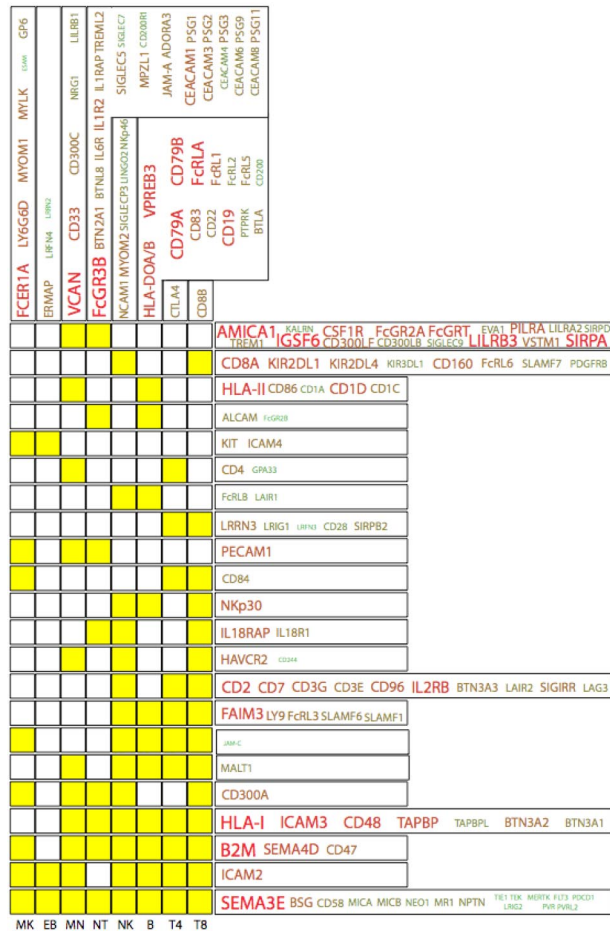 FCER1A LY6G6D MYOM1 MYLK ESAM GP6
ERMAP LRFN4 LRRN2
VCAN CD33 CD300C NRG1 LILRB1
FcGR3B BTN2A1 BTNL8 IL6R IL1R2 IL1RAP TREML2
NCAM1 MYOM2 SIGLECP3 LINGO2 NKp46 SIGLEC5 SIGLEC7
HLA-DOA/B VPREB3 MPZL1 CD200R1
JAM-A ADORA3
CEACAM1 PSG1
CEACAM3 PSG2
CEACAM4 PSG3
CEACAM6 PSG9
CEACAM8 PSG11
CD79A CD79B
CD83 FcRLA
CD22 FcRL1
CD19 FcRL2
PTPRK FcRL5
BTLA CD200
CTLA4
CD8B
AMICA1 KALRN CSF1R FcGR2A FcGRT EVA1 PILRA LILRA2 SIRPD
TREM1 IGSF6 CD300LF CD300LB SIGLEC9 LILRB3 VSTM1 SIRPA
CD8A KIR2DL1 KIR2DL4 KIR3DL1 CD160 FcRL6 SLAMF7 PDGFRB
HLA-II CD86 CD1A CD1D CD1C
ALCAM FcGR2B
KIT ICAM4
CD4 GPA33
FcRLB LAIR1
LRRN3 LRIG1 LRFN3 CD28 SIRPB2
PECAM1
CD84
NKp30
IL18RAP IL18R1
HAVCR2 CD244
CD2 CD7 CD3G CD3E CD96 IL2RB BTN3A3 LAIR2 SIGIRR LAG3
FAIM3 LY9 FcRL3 SLAMF6 SLAMF1
JAM-C
MALT1
CD300A
HLA-I ICAM3 CD48 TAPBP TAPBPL BTN3A2 BTN3A1
B2M SEMA4D CD47
ICAM2
SEMA3E BSG CD58 MICA MICB NEO1 MR1 NPTN TIE1 TEK MERTK FLT3 PDCD1
LRIG2 PVR PVRL2
MK EB MN NT NK B T4 T8